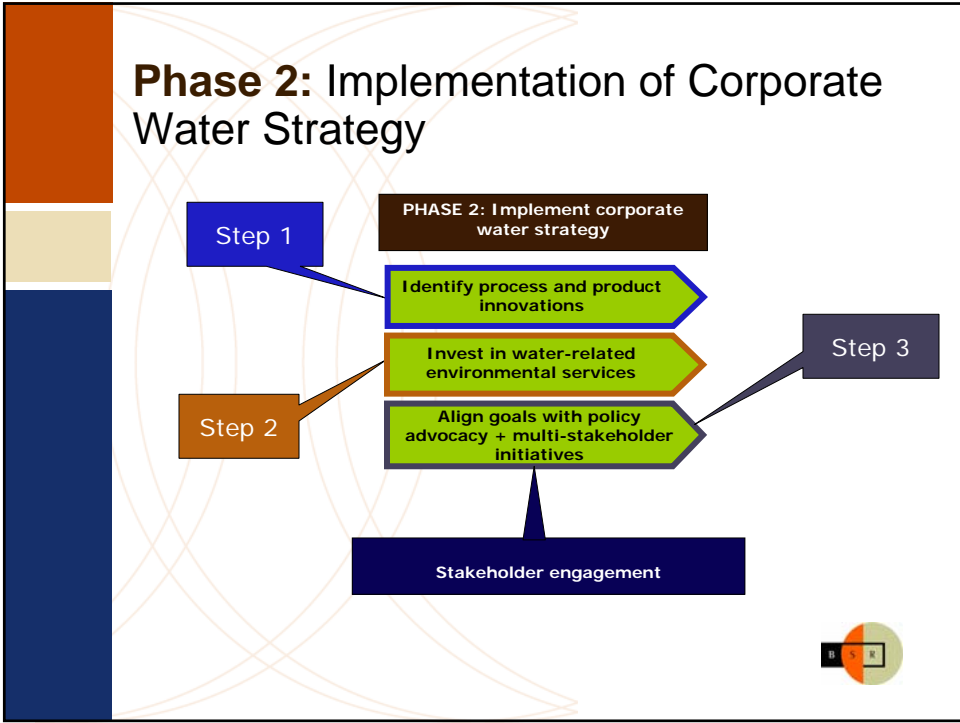 Phase 2: Implementation of Corporate
Water Strategy
PHASE 2: Implement corporate
water strategy
Step 1
Identify process and product
innovations
Invest in water-related
environmental services
Step 3
Step 2
Align goals with policy
advocacy + multi-stakeholder
initiatives
Stakeholder engagement
B S R